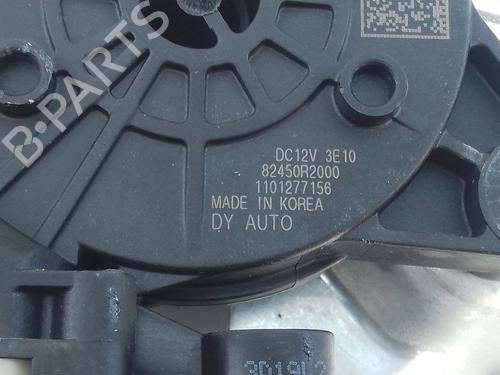 B-PARTS
DC12V 3E10
82450R2000
1101277156
MADE IN KOREA
DY AUTO